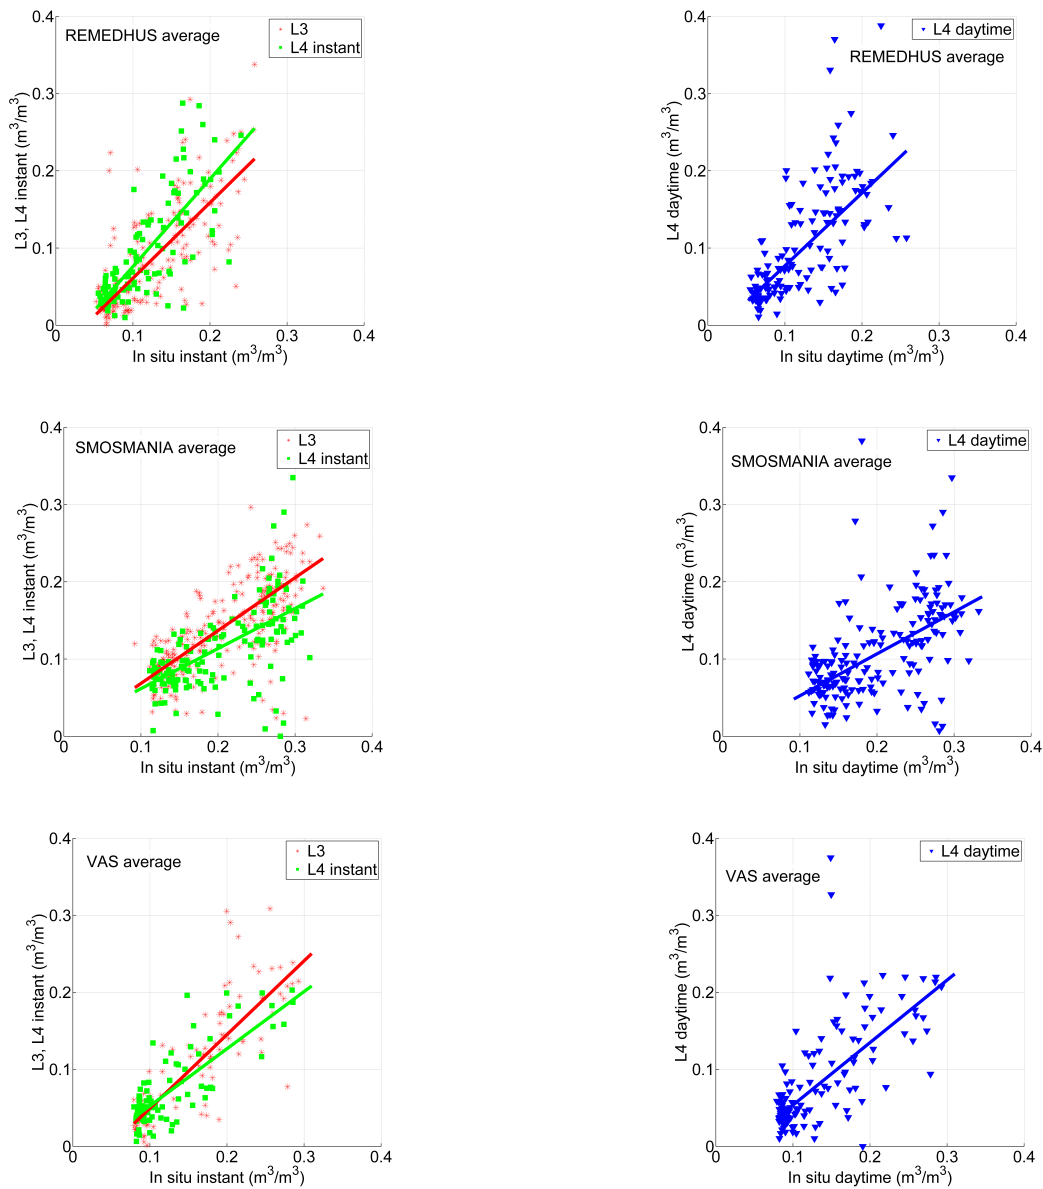 0.4
0.3
0.2
0.1
0
L3, L4 instant (m³/m³)
REMEDHUS average
L3
L4 instant
0.1
0.2
0.3
0.4
0
In situ instant (m³/m³)
0.4
0.3
0.2
0.1
0
L4 daytime (m³/m³)
L4 daytime
REMEDHUS average
0
0.1
0.2
0.3
0.4
In situ daytime (m³/m³)
0.4
0.3
0.2
0.1
0
L3, L4 instant (m³/m³)
SMOSMANIA average
L3
L4 instant
0
0.1
0.2
0.3
0.4
In situ instant (m³/m³)
0.4
0.3
0.2
0.1
0
L4 daytime (m³/m³)
L4 daytime
SMOSMANIA average
0
0.1
0.2
0.3
0.4
In situ daytime (m³/m³)
0.4
0.3
0.2
0.1
0
L3, L4 instant (m³/m³)
VAS average
L3
L4 instant
0
0.1
0.2
0.3
0.4
In situ instant (m³/m³)
0.4
0.3
0.2
0.1
0
L4 daytime (m³/m³)
L4 daytime
VAS average
0
0.1
0.2
0.3
0.4
In situ daytime (m³/m³)